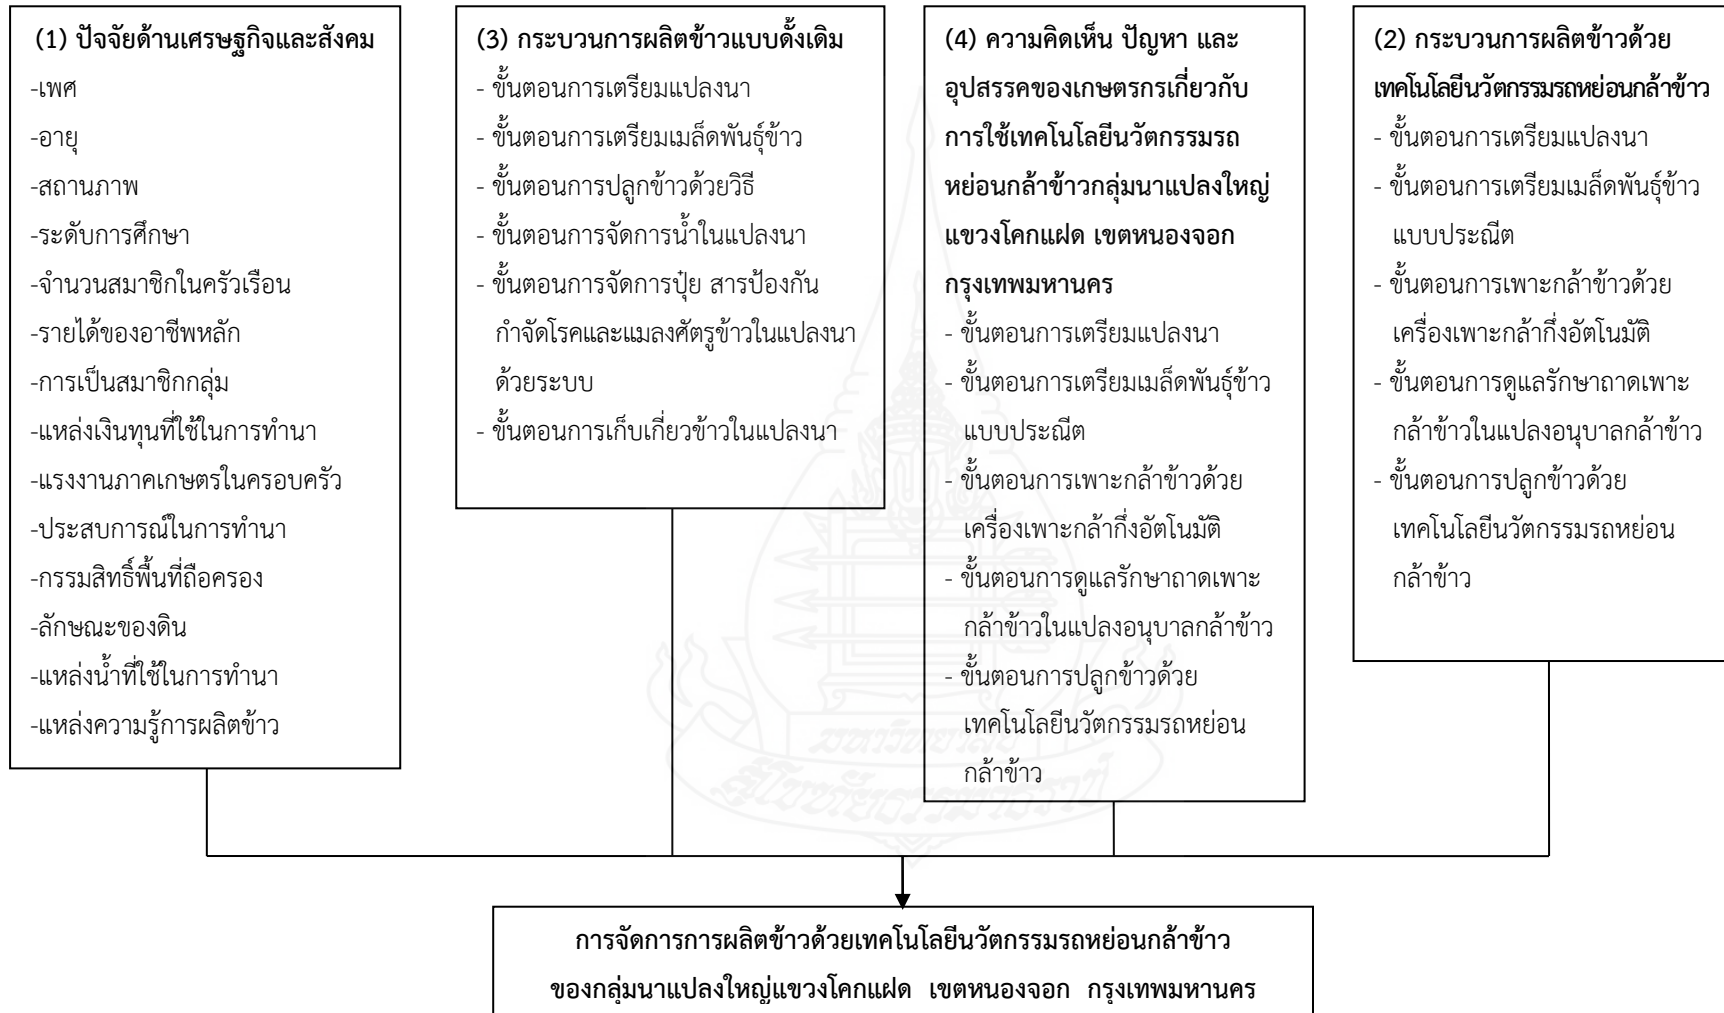 (1) ปัจจัยด้านเศรษฐกิจและสังคม
-เพศ
-อายุ
-สถานภาพ
-ระดับการศึกษา
-จำนวนสมาชิกในครัวเรือน
-รายได้ของอาชีพหลัก
-การเป็นสมาชิกกลุ่ม
-แหล่งเงินทุนที่ใช้ในการทำนา
-แรงงานภาคเกษตรในครอบครัว
-ประสบการณ์ในการทำนา
-กรรมสิทธิ์พื้นที่ถือครอง
-ลักษณะของดิน
-แหล่งน้ำที่ใช้ในการทำนา
-แหล่งความรู้การผลิตข้าว
(3) กระบวนการผลิตข้าวแบบดั้งเดิม
- ขั้นตอนการเตรียมแปลงนา
- ขั้นตอนการเตรียมเมล็ดพันธุ์ข้าว
- ขั้นตอนการปลูกข้าวด้วยวิธี
- ขั้นตอนการจัดการน้ำในแปลงนา
- ขั้นตอนการจัดการปุ๋ย สารป้องกัน
กำจัดโรคและแมลงศัตรูข้าวในแปลงนา
ด้วยระบบ
- ขั้นตอนการเก็บเกี่ยวข้าวในแปลงนา
(4) ความคิดเห็น ปัญหา และ
อุปสรรคของเกษตรกรเกี่ยวกับ
การใช้เทคโนโลยีนวัตกรรมรถ
หย่อนกล้าข้าวกลุ่มนาแปลงใหญ่
แขวงโคกแฝด เขตหนองจอก
กรุงเทพมหานคร
- ขั้นตอนการเตรียมแปลงนา
- ขั้นตอนการเตรียมเมล็ดพันธุ์ข้าว
แบบประณีต
- ขั้นตอนการเพาะกล้าข้าวด้วย
เครื่องเพาะกล้ากึ่งอัตโนมัติ
- ขั้นตอนการดูแลรักษาถาดเพาะ
กล้าข้าวในแปลงอนุบาลกล้าข้าว
- ขั้นตอนการปลูกข้าวด้วย
เทคโนโลยีนวัตกรรมรถหย่อน
กล้าข้าว
(2) กระบวนการผลิตข้าวด้วย
เทคโนโลยีนวัตกรรมรถหย่อนกล้าข้าว
- ขั้นตอนการเตรียมแปลงนา
- ขั้นตอนการเตรียมเมล็ดพันธุ์ข้าว
แบบประณีต
- ขั้นตอนการเพาะกล้าข้าวด้วย
เครื่องเพาะกล้ากึ่งอัตโนมัติ
- ขั้นตอนการดูแลรักษาถาดเพาะ
กล้าข้าวในแปลงอนุบาลกล้าข้าว
- ขั้นตอนการปลูกข้าวด้วย
เทคโนโลยีนวัตกรรมรถหย่อน
กล้าข้าว
มหาวิทยาลัย
สุโขทัยธรรมาธิราช
การจัดการการผลิตข้าวด้วยเทคโนโลยีนวัตกรรมรถหย่อนกล้าข้าว
ของกลุ่มนาแปลงใหญ่แขวงโคกแฝด เขตหนองจอก กรุงเทพมหานคร